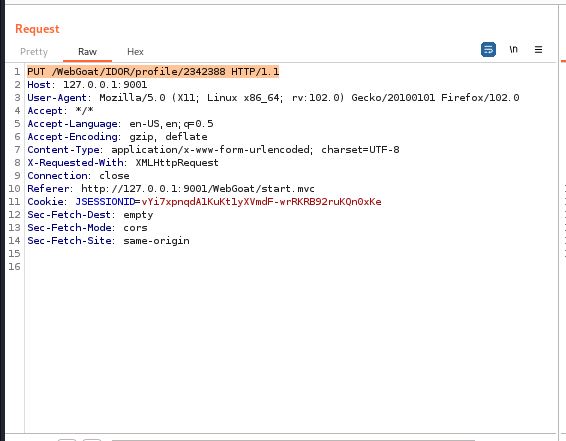 Request
Pretty Raw Hex \n
1 PUT /WebGoat/IDOR/profile/2342388 HTTP/1.1
2 Host: 127.0.0.1:9001
3 User-Agent: Mozilla/5.0 (X11; Linux x86_64; rv:102.0) Gecko/20100101 Firefox/102.0
4 Accept: */*
5 Accept-Language: en-US,en;q=0.5
6 Accept-Encoding: gzip, deflate
7 Content-Type: application/x-www-form-urlencoded; charset=UTF-8
8 X-Requested-With: XMLHttpRequest
9 Connection: close
10 Referer: http://127.0.0.1:9001/WebGoat/start.mvc
11 Cookie: JSESSIONID=vYi7xpnqdAlKuKtlyXVmdF-wrRKRB92ruKQn0xKe
12 Sec-Fetch-Dest: empty
13 Sec-Fetch-Mode: cors
14 Sec-Fetch-Site: same-origin
15
16